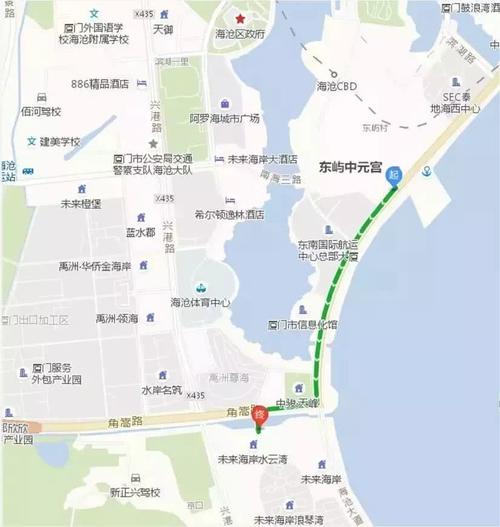 滨湖路
厦门鼓浪湾
X435
厦门外国语学
校海沧附属学校
天御
海沧区政府
滨湖一里
海沧CBD
SEC泰
地海西中心
886精品酒店
兴港路
佰河驾校
阿罗海城市广场
东屿村
建美学校
厦门市公安局交通
警察支队海沧大队
未来海岸大酒店
东屿中元宫
起
南海三路
未来橙堡
希尔顿逸林酒店
蓝水郡
东南国际航运
中心总部大厦
禹洲-华侨金海岸
海沧体育中心
厦门出口加工区
禹洲-领海
兴港路
厦门市信息化馆
厦门服务
外包产业园
禹洲尊海
水岸名筑
X435
中骏天峰
角嵩路
角嵩路
终
产业园
未来海岸水云湾
未来海岸
新正兴驾校
未来海岸浪琴湾
兴港路
海沧大道